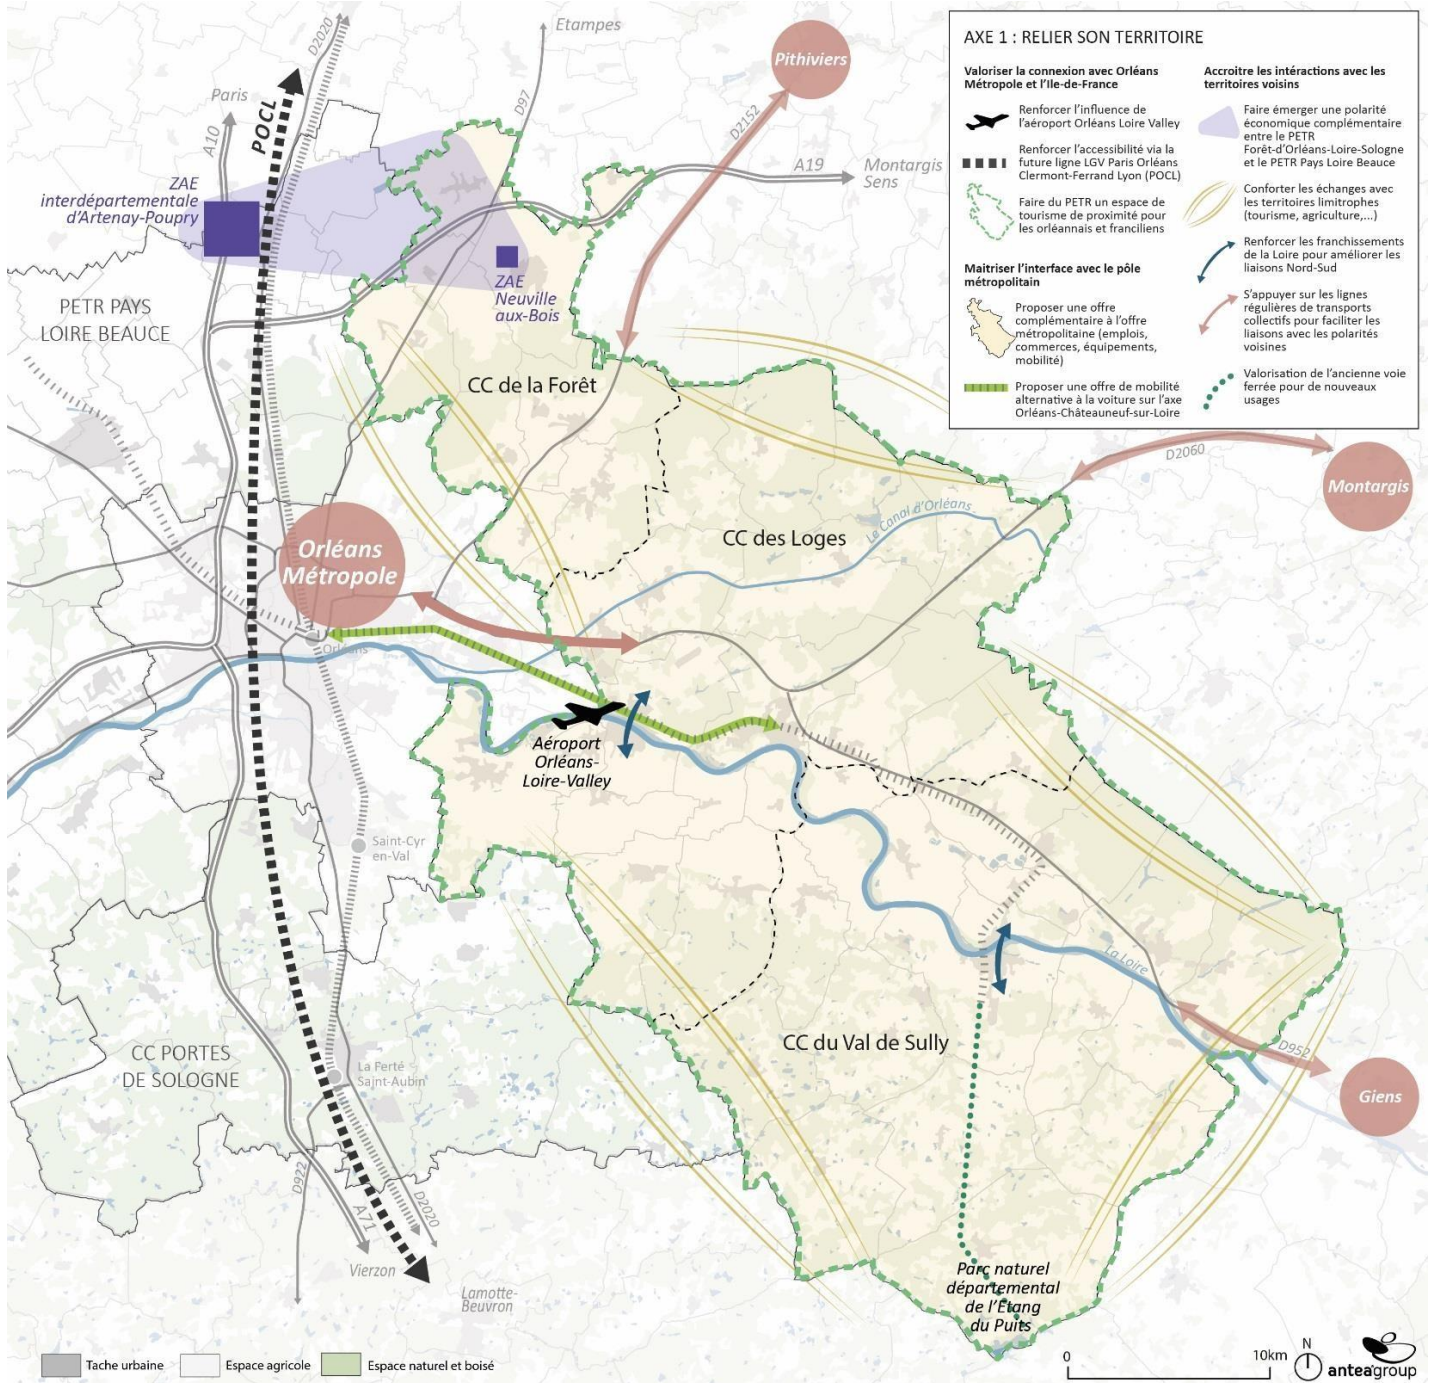 AXE 1 : RELIER SON TERRITOIRE
Valoriser la connexion avec Orléans
Métropole et l'Ile-de-France
Renforcer l'influence de
l'aéroport Orléans Loire Valley
Renforcer l'accessibilité via la
future ligne LGV Paris Orléans
Clermont-Ferrand Lyon (POCL)
Faire du PETR un espace de
tourisme de proximité pour
les orléannais et franciliens
Maitriser l'interface avec le pôle
métropolitain
Proposer une offre
complémentaire à l'offre
métropolitaine (emplois,
commerces, équipements,
mobilité)
Proposer une offre de mobilité
alternative à la voiture sur l'axe
Orléans-Châteauneuf-sur-Loire
Accroitre les intéractions avec les
territoires voisins
Faire émerger une polarité
économique complémentaire
entre le PETR
Forêt-d'Orléans-Loire-Sologne
et le PETR Pays Loire Beauce
Conforter les échanges avec
les territoires limitrophes
(tourisme, agriculture,...)
Renforcer les franchissements
de la Loire pour améliorer les
liaisons Nord-Sud
S'appuyer sur les lignes
régulières de transports
collectifs pour faciliter les
liaisons avec les polarités
voisines
Valorisation de l'ancienne voie
ferrée pour de nouveaux
usages
D2020
Etampes
Pithiviers
Paris
A10
POCL
D97
D2152
A19
Montargis
Sens
ZAE
interdépartementale
d'Artenay-Poupry
ZAE
Neuville
aux-Bois
PETR PAYS
LOIRE BEAUCE
CC de la Forêt
D2060
Montargis
Le Canal d'Orléans
CC des Loges
Orléans
Métropole
Orléans
Aéroport
Orléans-
Loire-Valley
Saint-Cyr
en-Val
La Loire
CC du Val de Sully
CC PORTES
DE SOLOGNE
La Ferté
Saint-Aubin
D952
Giens
D922
A71
D2020
Vierzon
Lamotte-
Beuvron
Parc naturel
départemental
de l'Etang
du Puits
Tache urbaine
Espace agricole
Espace naturel et boisé
0
10km
N
anteagroup